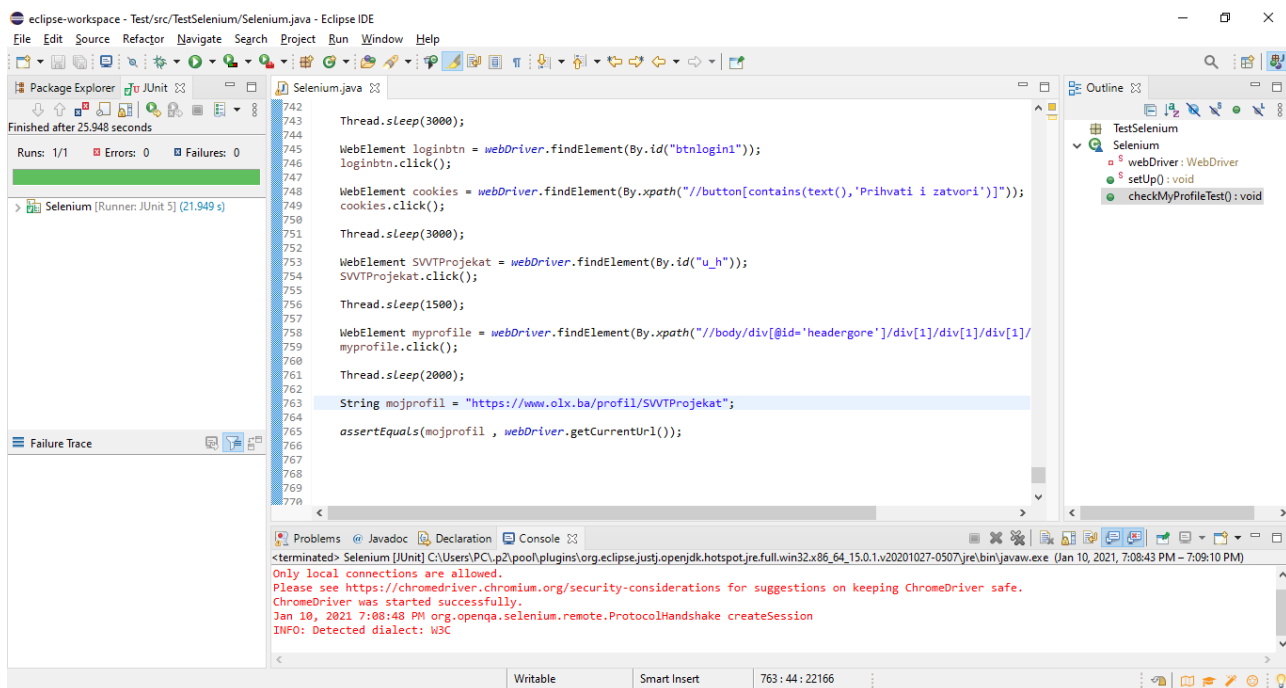 eclipse-workspace - Test/src/TestSelenium/Selenium.java - Eclipse IDE
File Edit Source Refactor Navigate Search Project Run Window Help
Package Explorer JUnit
Finished after 25.948 seconds
Runs: 1/1 Errors: 0 Failures: 0
Selenium [Runner: JUnit 5] (21.949 s)
Failure Trace
Selenium.java
742
743 Thread.sleep(3000);
744
745 WebElement loginbtn = webDriver.findElement(By.id("btnlogin1"));
746 loginbtn.click();
747
748 WebElement cookies = webDriver.findElement(By.xpath("//button[contains(text(),'Prihvati i zatvori')]"));
749 cookies.click();
750
751 Thread.sleep(3000);
752
753 WebElement SVVTProjekat = webDriver.findElement(By.id("u_h"));
754 SVVTProjekat.click();
755
756 Thread.sleep(1500);
757
758 WebElement myprofile = webDriver.findElement(By.xpath("//body/div[@id='headergore']/div[1]/div[1]/div[1]/
759 myprofile.click();
760
761 Thread.sleep(2000);
762
763 String mojprofil = "https://www.olx.ba/profil/SVVTProjekat";
764
765 assertEquals(mojprofil , webDriver.getCurrentUrl());
766
767
768
769
770
Outline
TestSelenium
Selenium
S webDriver : WebDriver
S setUp() : void
checkMyProfileTest() : void
Problems Javadoc Declaration Console
<terminated> Selenium [JUnit] C:\Users\PC\.p2\pool\plugins\org.eclipse.justj.openjdk.hotspot.jre.full.win32.x86_64_15.0.1.v20201027-0507\jre\bin\javaw.exe (Jan 10, 2021, 7:08:43 PM – 7:09:10 PM)
Only local connections are allowed.
Please see https://chromedriver.chromium.org/security-considerations for suggestions on keeping ChromeDriver safe.
ChromeDriver was started successfully.
Jan 10, 2021 7:08:48 PM org.openqa.selenium.remote.ProtocolHandshake createSession
INFO: Detected dialect: W3C
Writable Smart Insert 763 : 44 : 22166